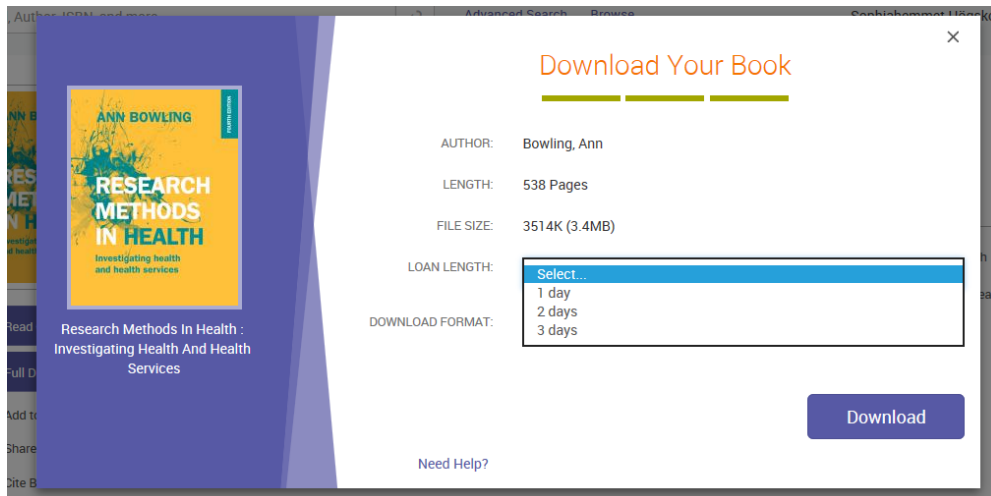 Advanced Search Browse
×
Download Your Book
ANN BOWLING
FOURTH EDITION
RESEARCH
METHODS
IN HEALTH
Investigating health
and health services
Research Methods In Health :
Investigating Health And Health
Services
AUTHOR: Bowling, Ann
LENGTH: 538 Pages
FILE SIZE: 3514K (3.4MB)
LOAN LENGTH:
Select...
1 day
2 days
3 days
DOWNLOAD FORMAT:
Download
Need Help?
Read
Full D
Add to
Share
Cite B